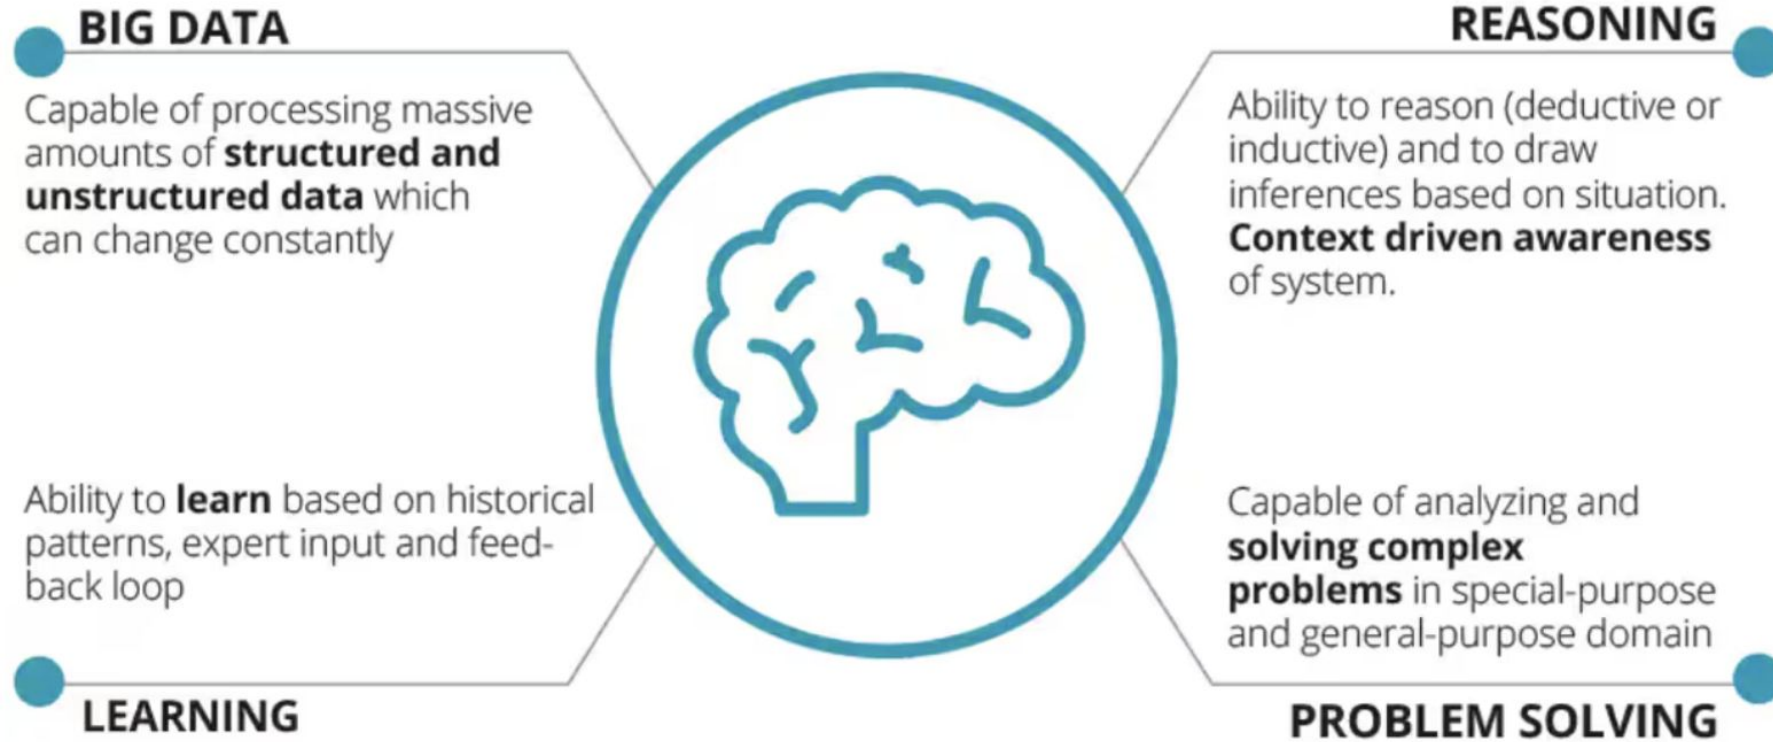 BIG DATA
Capable of processing massive
amounts of structured and
unstructured data which
can change constantly
REASONING
Ability to reason (deductive or
inductive) and to draw
inferences based on situation.
Context driven awareness
of system.
Ability to learn based on historical
patterns, expert input and feed-
back loop
LEARNING
Capable of analyzing and
solving complex
problems in special-purpose
and general-purpose domain
PROBLEM SOLVING